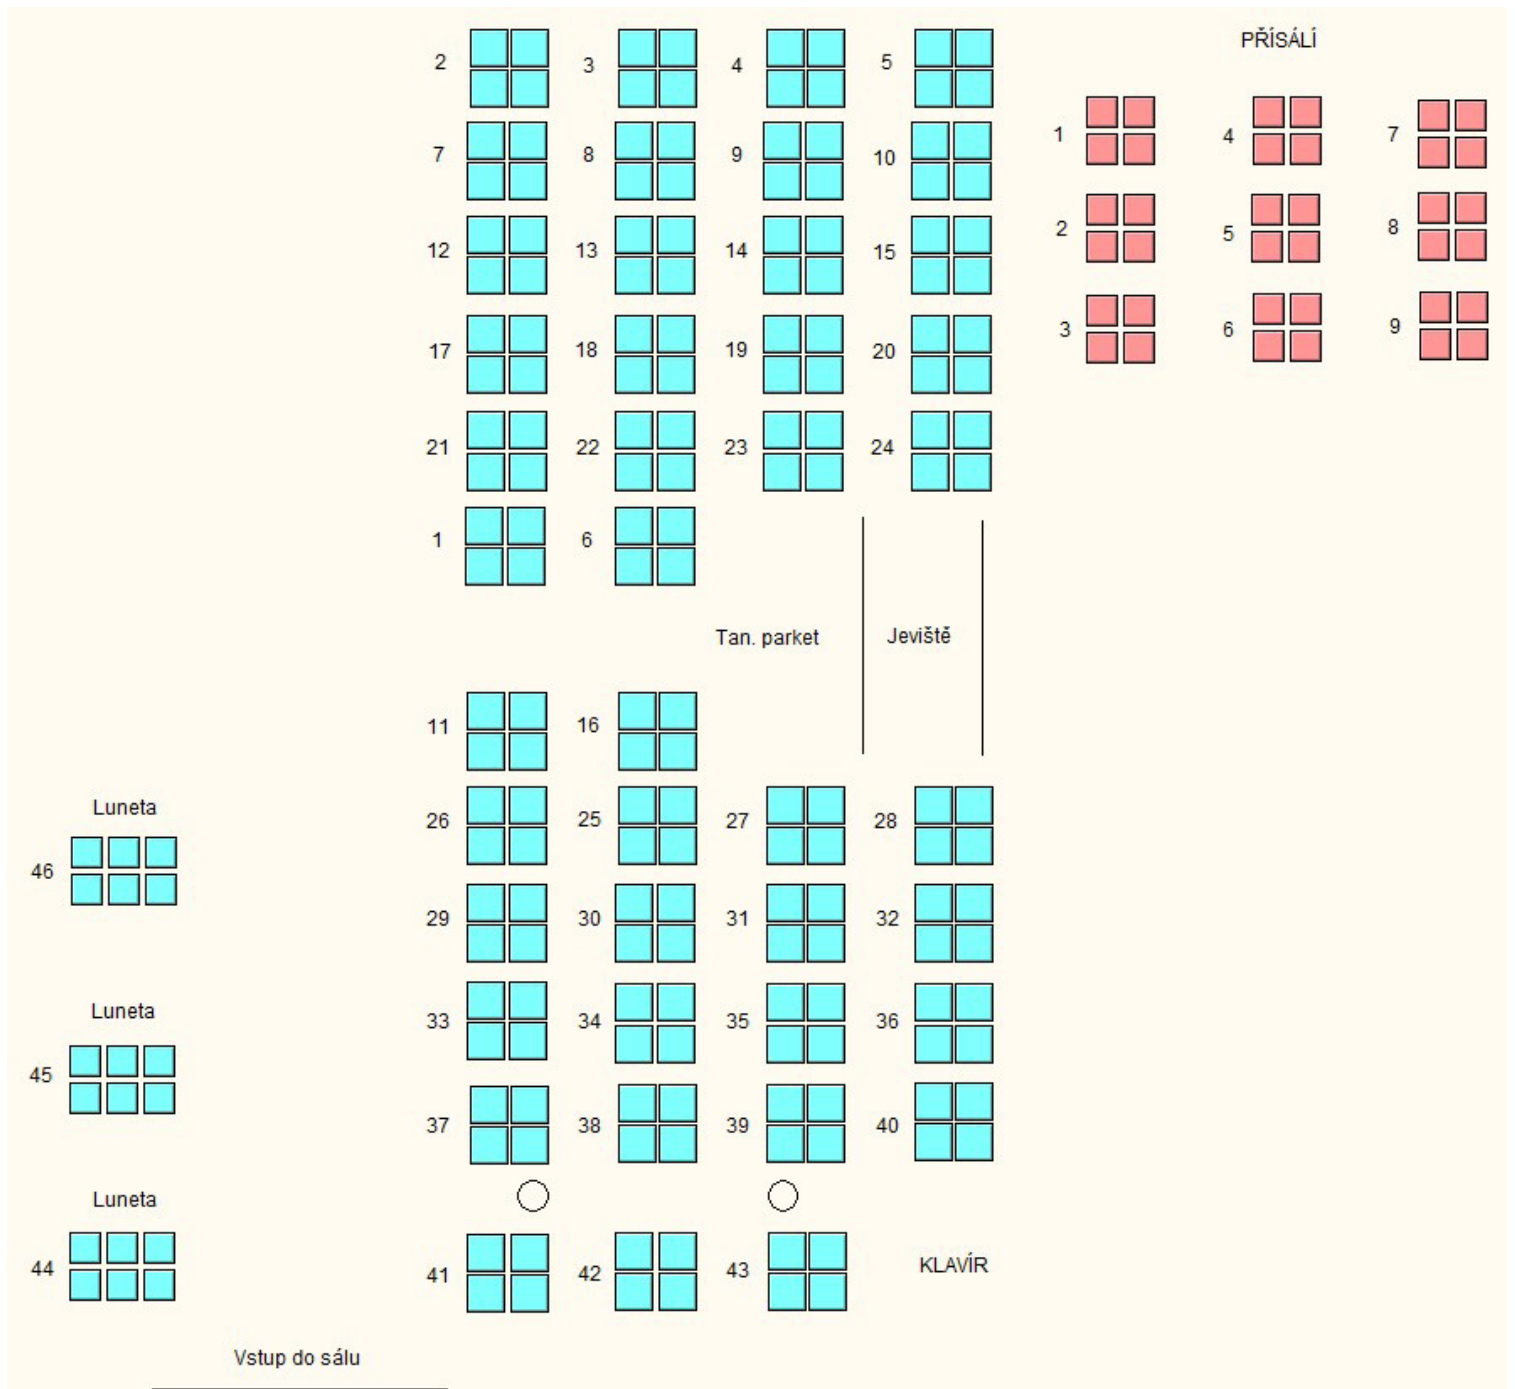 PŘÍSÁLÍ
2 3 4 5
1 4 7
7 8 9 10
2 5 8
12 13 14 15
3 6 9
17 18 19 20
21 22 23 24
1 6
Tan. parket Jeviště
11 16
Luneta
26 25 27 28
46
29 30 31 32
Luneta
33 34 35 36
45
37 38 39 40
Luneta
44
41 42 43 KLAVÍR
Vstup do sálu